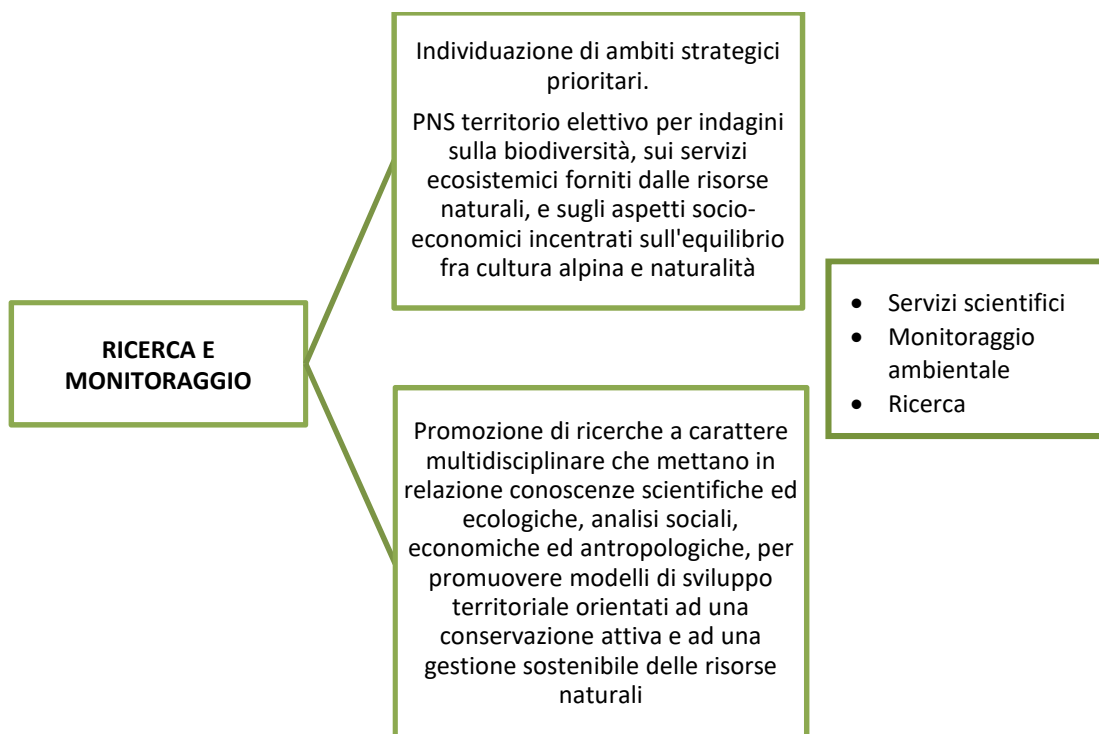 RICERCA E
MONITORAGGIO
Individuazione di ambiti strategici
prioritari.
PNS territorio elettivo per indagini
sulla biodiversità, sui servizi
ecosistemici forniti dalle risorse
naturali, e sugli aspetti socio-
economici incentrati sull'equilibrio
fra cultura alpina e naturalità
Promozione di ricerche a carattere
multidisciplinare che mettano in
relazione conoscenze scientifiche ed
ecologiche, analisi sociali,
economiche ed antropologiche, per
promuovere modelli di sviluppo
territoriale orientati ad una
conservazione attiva e ad una
gestione sostenibile delle risorse
naturali
• Servizi scientifici
• Monitoraggio
ambientale
• Ricerca